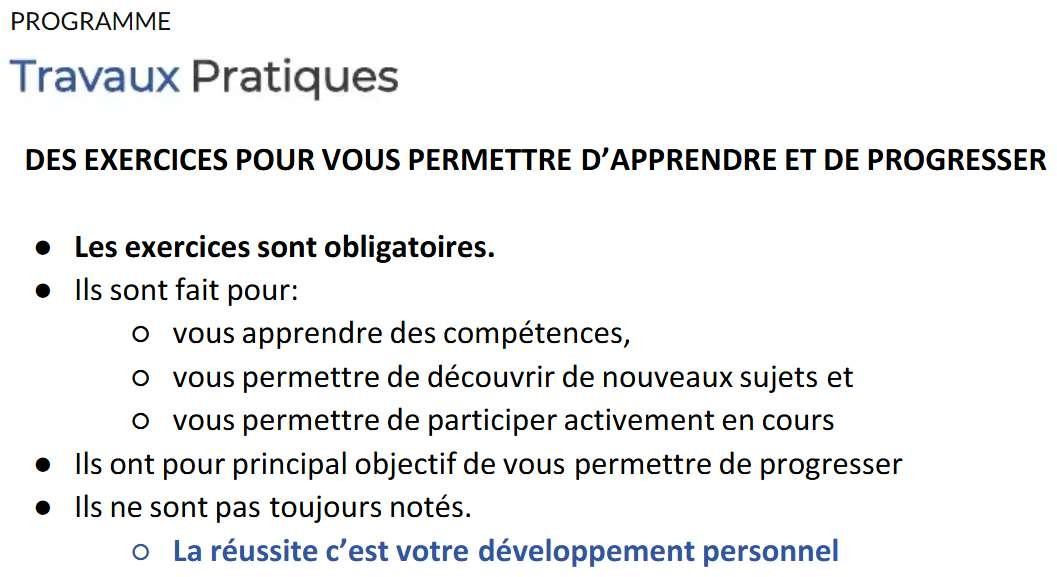 PROGRAMME
Travaux Pratiques
DES EXERCICES POUR VOUS PERMETTRE D’APPRENDRE ET DE PROGRESSER
● Les exercices sont obligatoires.
● Ils sont fait pour:
○ vous apprendre des compétences,
○ vous permettre de découvrir de nouveaux sujets et
○ vous permettre de participer activement en cours
● Ils ont pour principal objectif de vous permettre de progresser
● Ils ne sont pas toujours notés.
○ La réussite c’est votre développement personnel